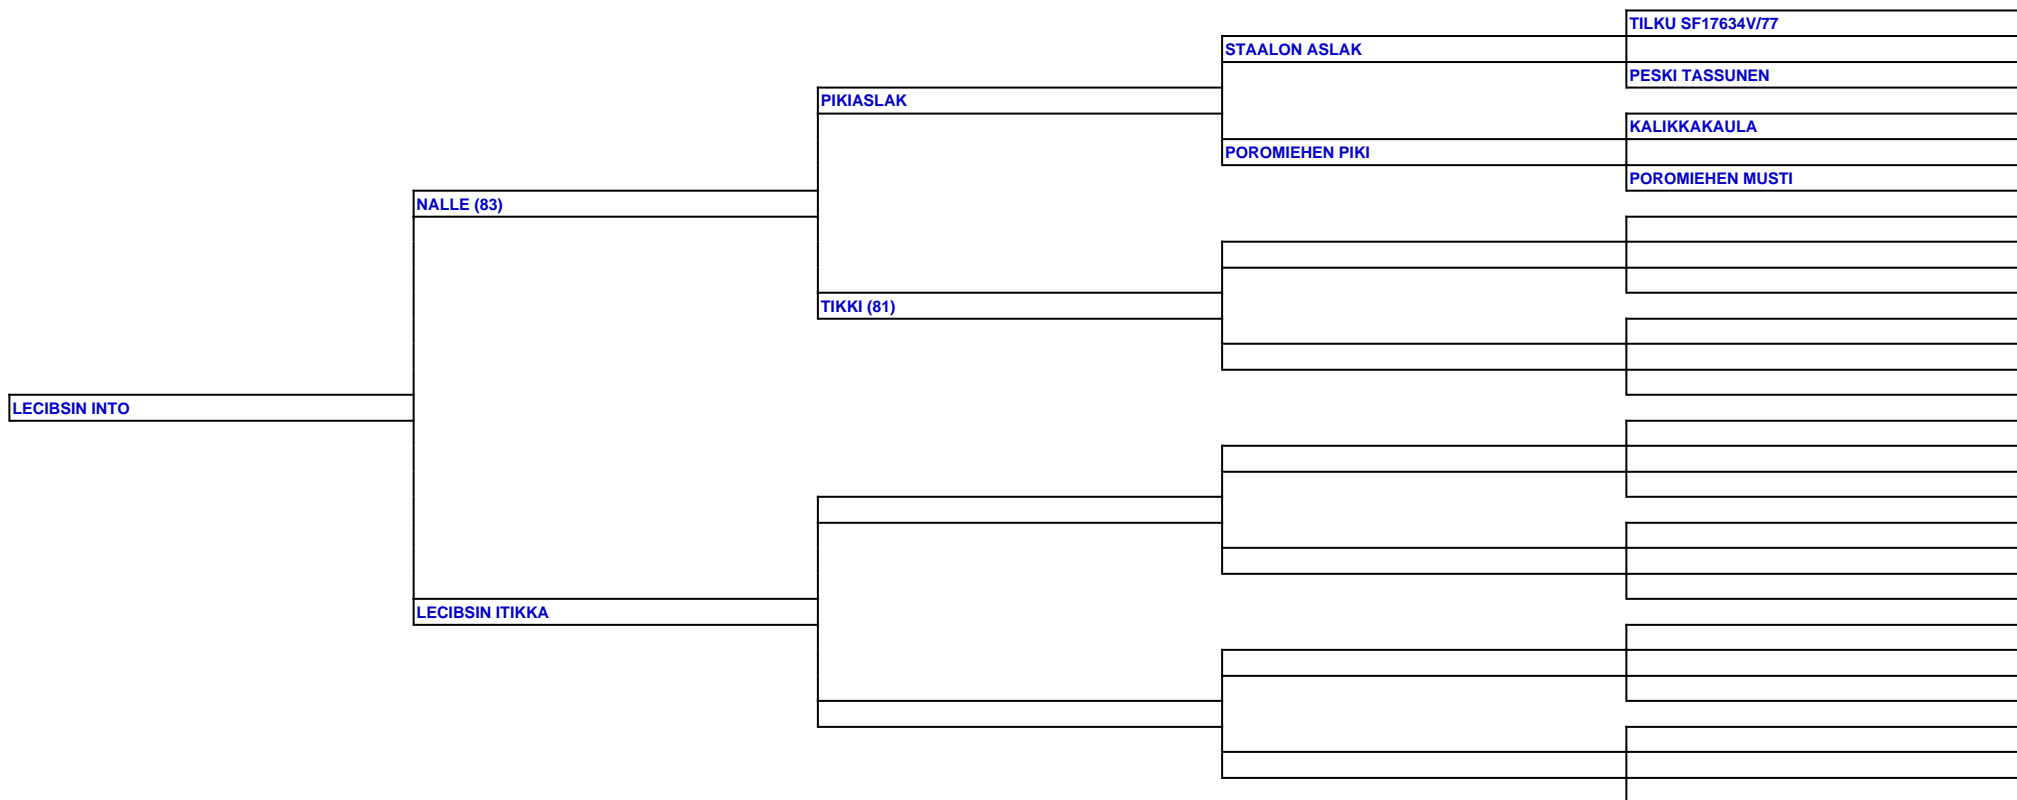 TILKU SF17634V/77
STAALON ASLAK
PESKI TASSUNEN
PIKIASLAK
KALIKKAKAULA
POROMIEHEN PIKI
POROMIEHEN MUSTI
NALLE (83)
TIKKI (81)
LECIBSIN INTO
LECIBSIN ITIKKA